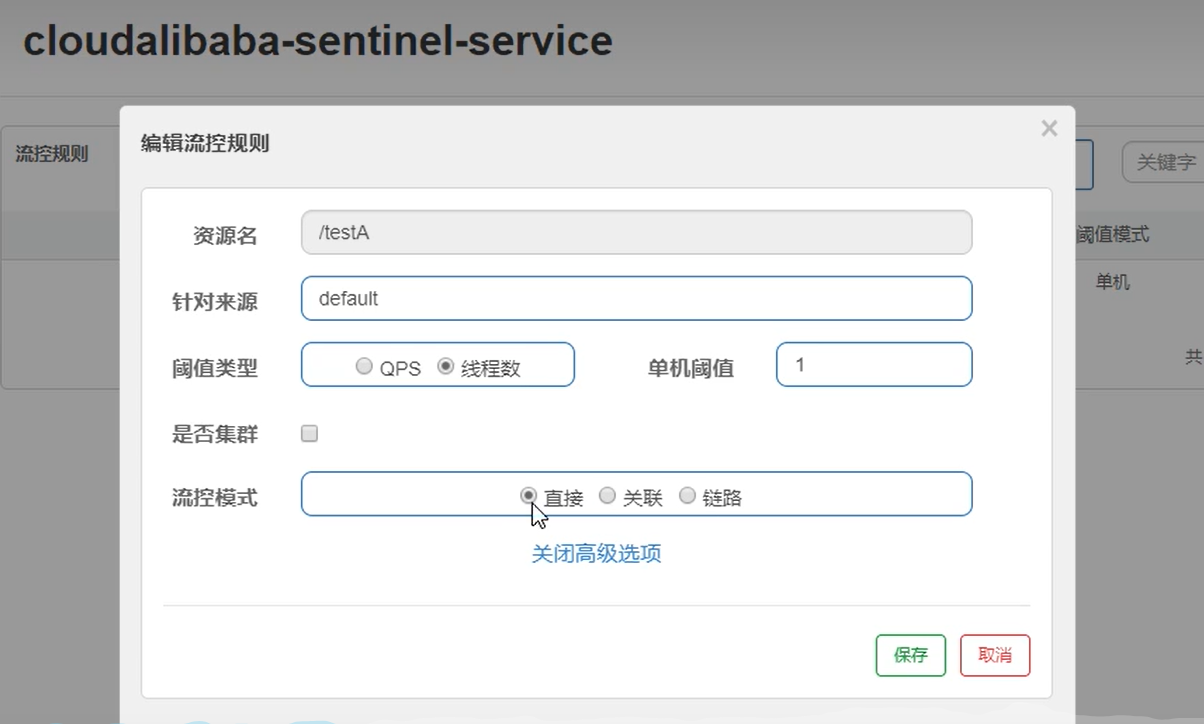 cloudalibaba-sentinel-service
编辑流控规则
×
流控规则
关键字
资源名 /testA
阈值模式
针对来源 default
单机
阈值类型 QPS 线程数 单机阈值 1
共
是否集群
流控模式 直接 关联 链路
关闭高级选项
保存 取消